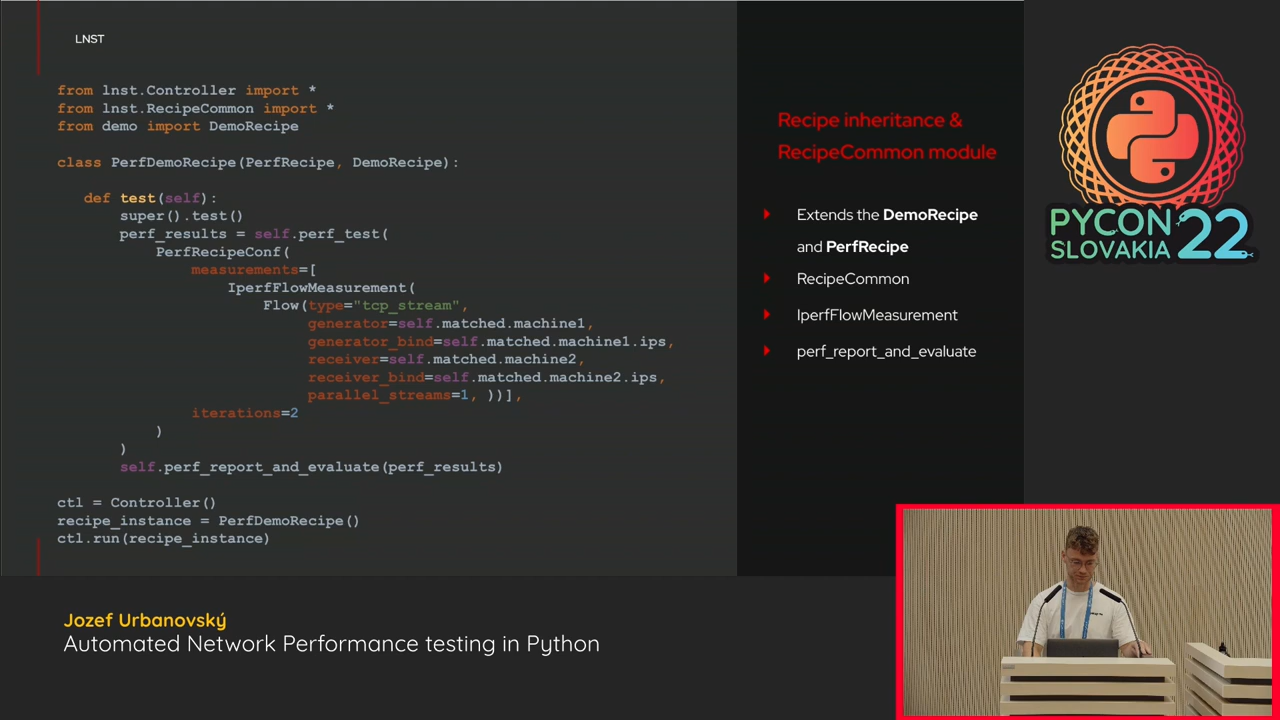 LNST
from lnst.Controller import *
from lnst.RecipeCommon import *
from demo import DemoRecipe
class PerfDemoRecipe(PerfRecipe, DemoRecipe):
def test(self):
super().test()
perf_results = self.perf_test(
PerfRecipeConf(
measurements=[
IperfFlowMeasurement(
Flow(type="tcp_stream",
generator=self.matched.machine1,
generator_bind=self.matched.machine1.ips,
receiver=self.matched.machine2,
receiver_bind=self.matched.machine2.ips,
parallel_streams=1, ))],
iterations=2
)
)
self.perf_report_and_evaluate(perf_results)
ctl = Controller()
recipe_instance = PerfDemoRecipe()
ctl.run(recipe_instance)
Recipe inheritance &
RecipeCommon module
Extends the DemoRecipe
and PerfRecipe
RecipeCommon
IperfFlowMeasurement
perf_report_and_evaluate
PYCON
SLOVAKIA
22
Jozef Urbanovský
Automated Network Performance testing in Python